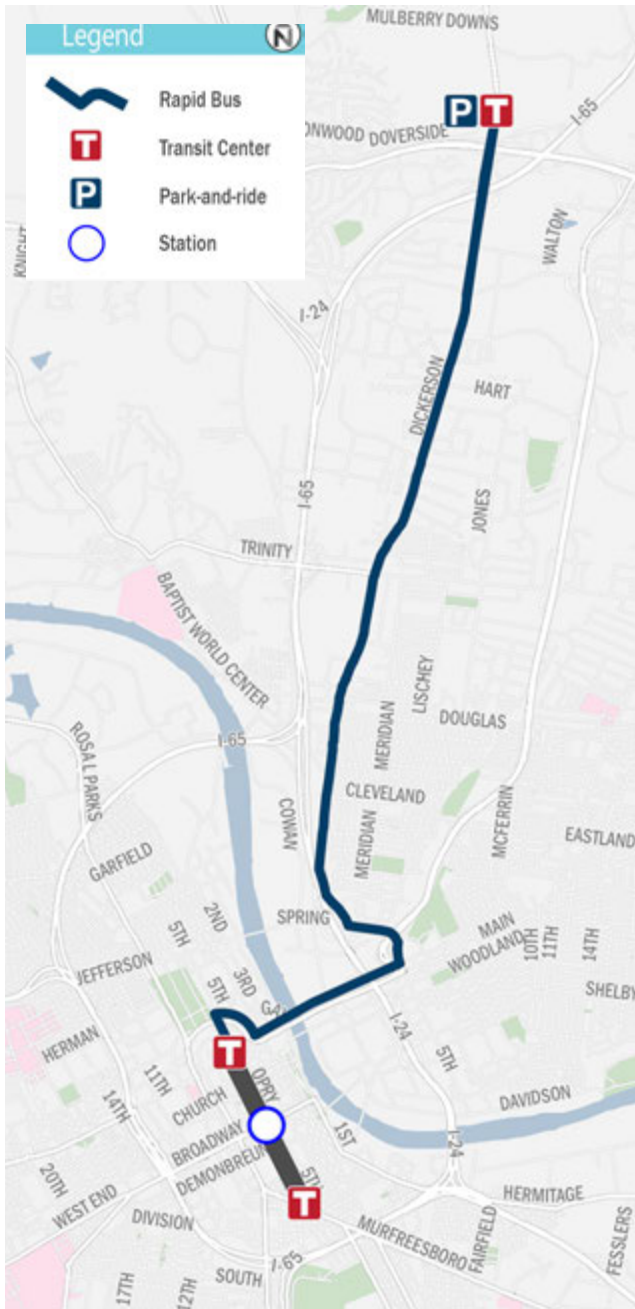 Legend
N
Rapid Bus
T
Transit Center
P
Park-and-ride
Station
MULBERRY DOWNS
P T
I-65
DOVERSIDE
WALTON
I-24
DICKERSON
HART
I-65
JONES
TRINITY
BAPTIST WORLD CENTER
LISCHEY
MERIDIAN
DOUGLAS
I-65
ROSA L PARKS
COWAN
CLEVELAND
MERIDIAN
MCFERRIN
EASTLAND
GARFIELD
2ND
5TH
SPRING
MAIN
WOODLAND
10TH
11TH
14TH
JEFFERSON
5TH
3RD
SHELBY
HERMAN
I-24
5TH
T
OPRY
11TH
14TH
CHURCH
DAVIDSON
BROADWAY
1ST
DEMONBREUN
I-24
20TH
WEST END
5TH
T
HERMITAGE
DIVISION
MURFREESBORO
FAIRFIELD
FESSLERS
SOUTH
I-65
17TH
12TH